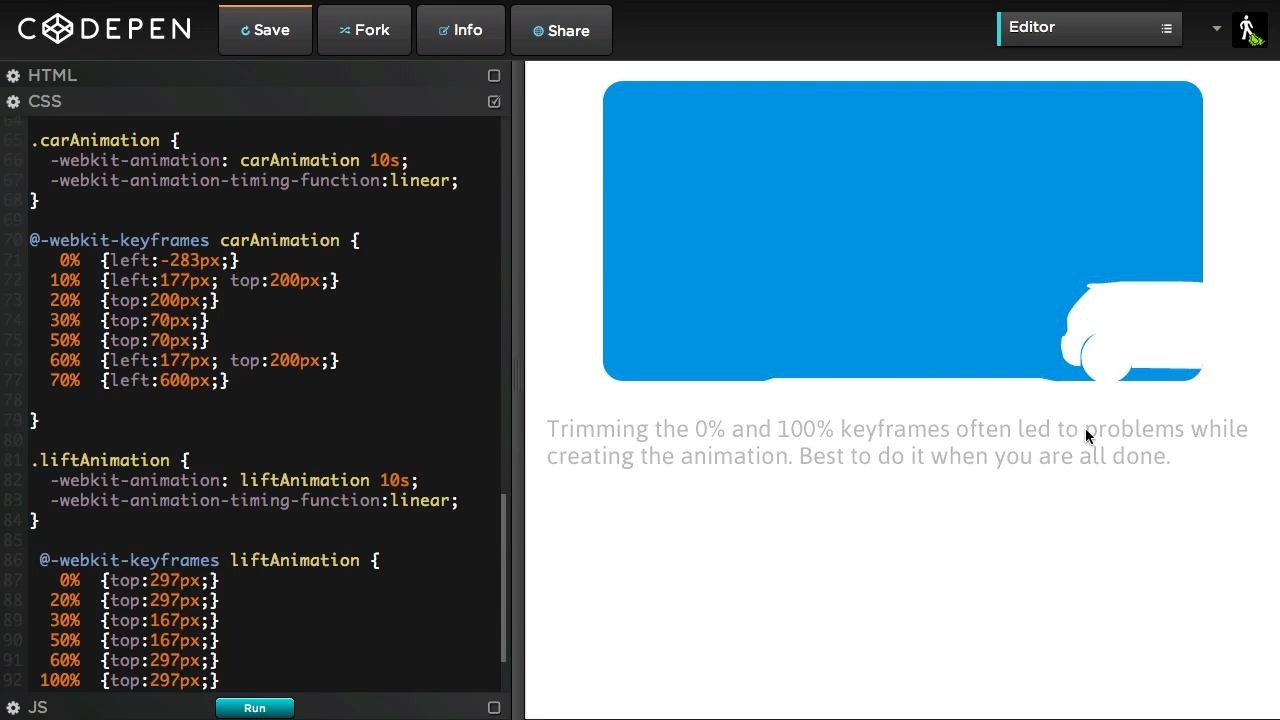 CODEPEN
Save
Fork
Info
Share
Editor
HTML
CSS
64
65 .carAnimation {
66 -webkit-animation: carAnimation 10s;
67 -webkit-animation-timing-function:linear;
68 }
69
70 @-webkit-keyframes carAnimation {
71 0% {left:-283px;}
72 10% {left:177px; top:200px;}
73 20% {top:200px;}
74 30% {top:70px;}
75 50% {top:70px;}
76 60% {left:177px; top:200px;}
77 70% {left:600px;}
78
79 }
80
81 .liftAnimation {
82 -webkit-animation: liftAnimation 10s;
83 -webkit-animation-timing-function:linear;
84 }
85
86 @-webkit-keyframes liftAnimation {
87 0% {top:297px;}
88 20% {top:297px;}
89 30% {top:167px;}
90 50% {top:167px;}
91 60% {top:297px;}
92 100% {top:297px;}
JS
Run
Trimming the 0% and 100% keyframes often led to problems while
creating the animation. Best to do it when you are all done.